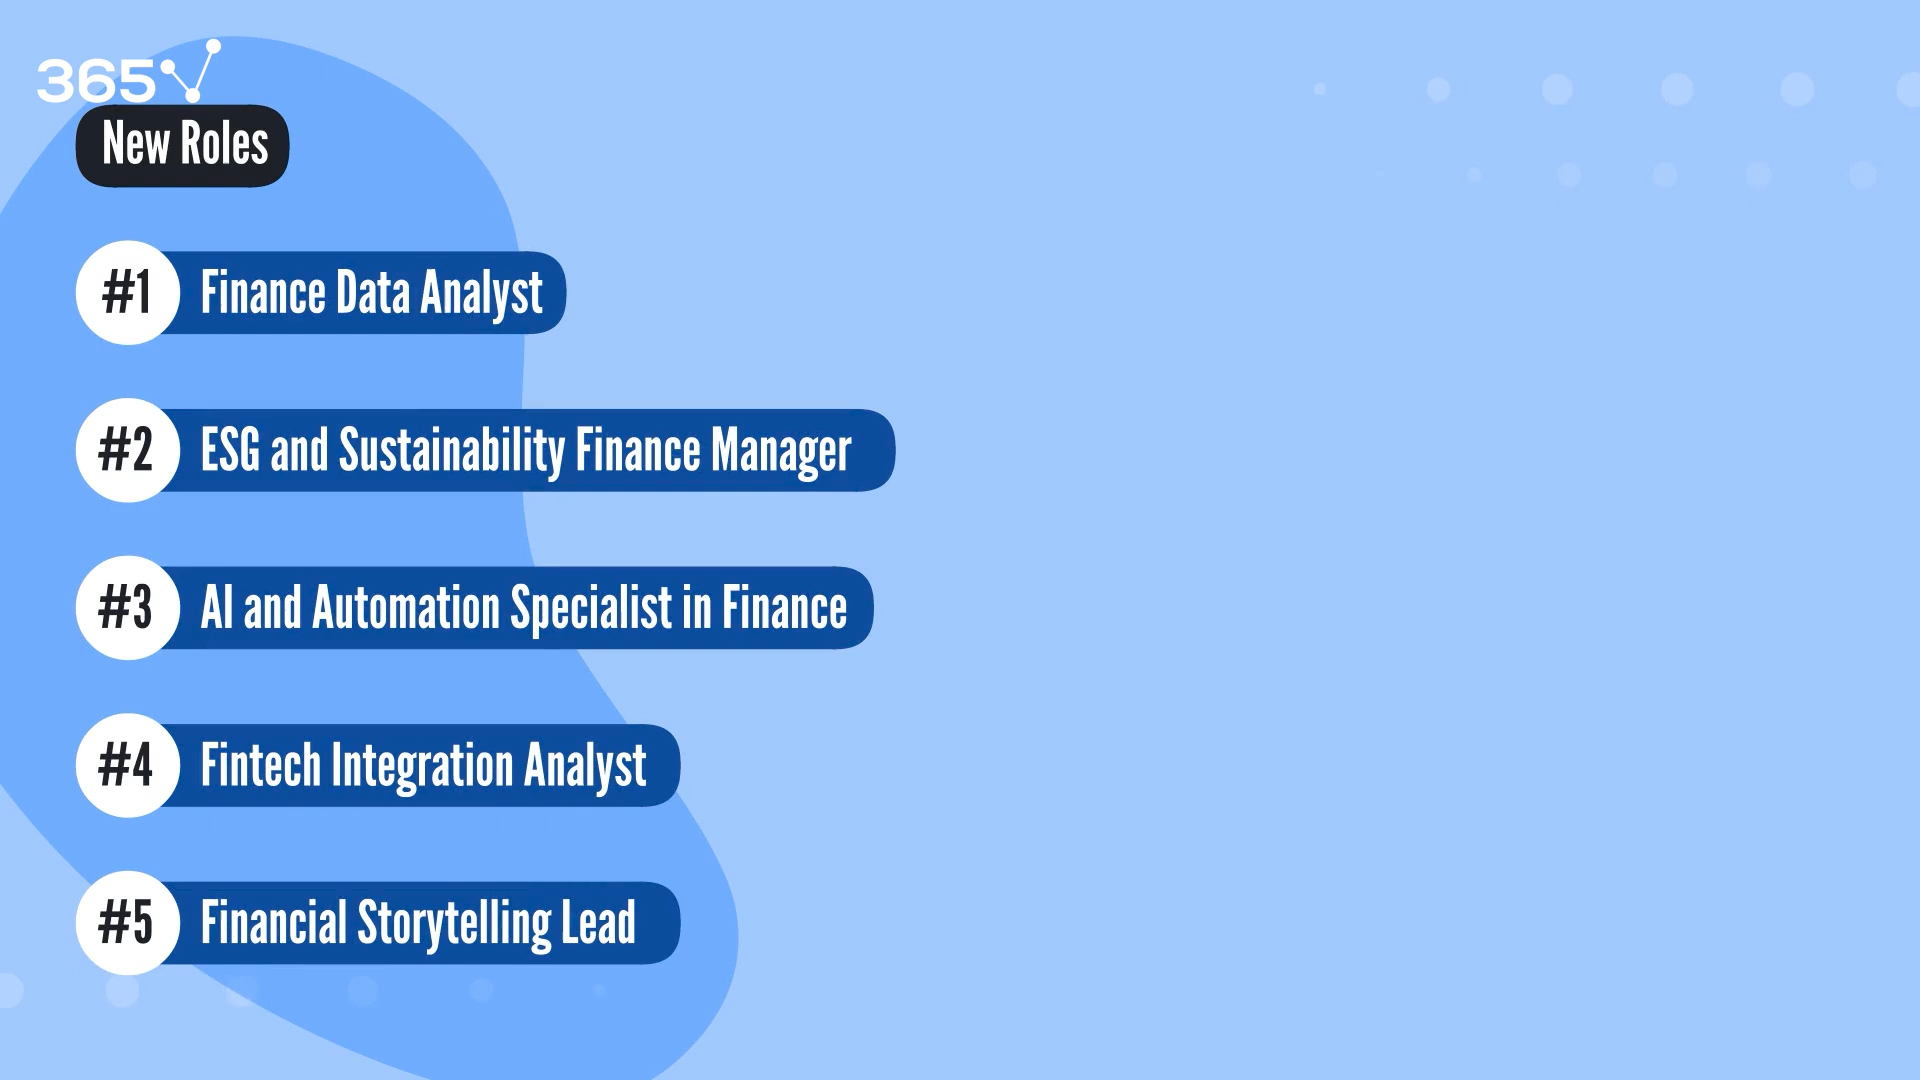 365
New Roles
#1 Finance Data Analyst
#2 ESG and Sustainability Finance Manager
#3 AI and Automation Specialist in Finance
#4 Fintech Integration Analyst
#5 Financial Storytelling Lead